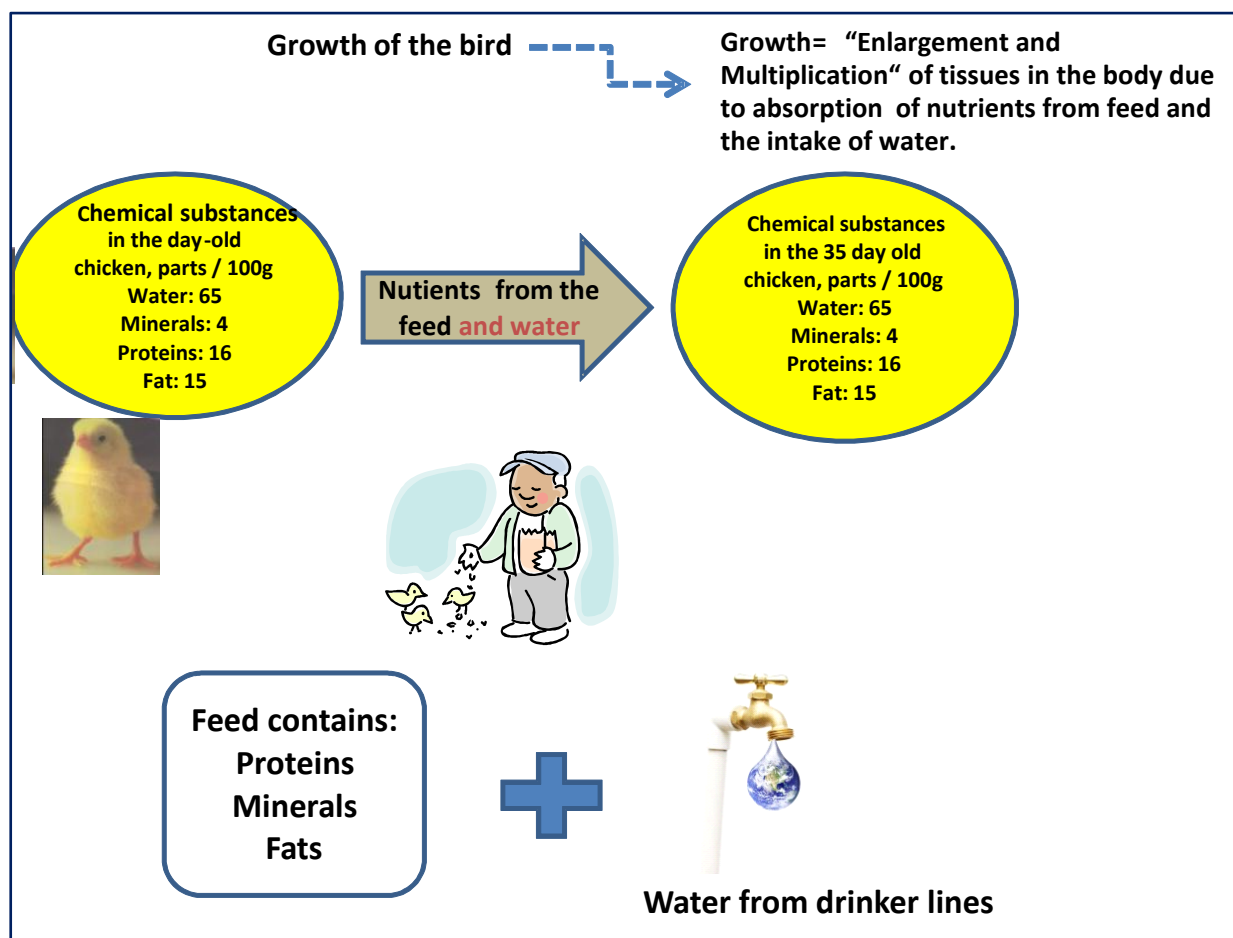 Growth of the bird
Growth= “Enlargement and
Multiplication“ of tissues in the body due
to absorption of nutrients from feed and
the intake of water.
Chemical substances
in the day-old
chicken, parts / 100g
Water: 65
Minerals: 4
Proteins: 16
Fat: 15
Nutients from the
feed and water
Chemical substances
in the 35 day old
chicken, parts / 100g
Water: 65
Minerals: 4
Proteins: 16
Fat: 15
Feed contains:
Proteins
Minerals
Fats
Water from drinker lines